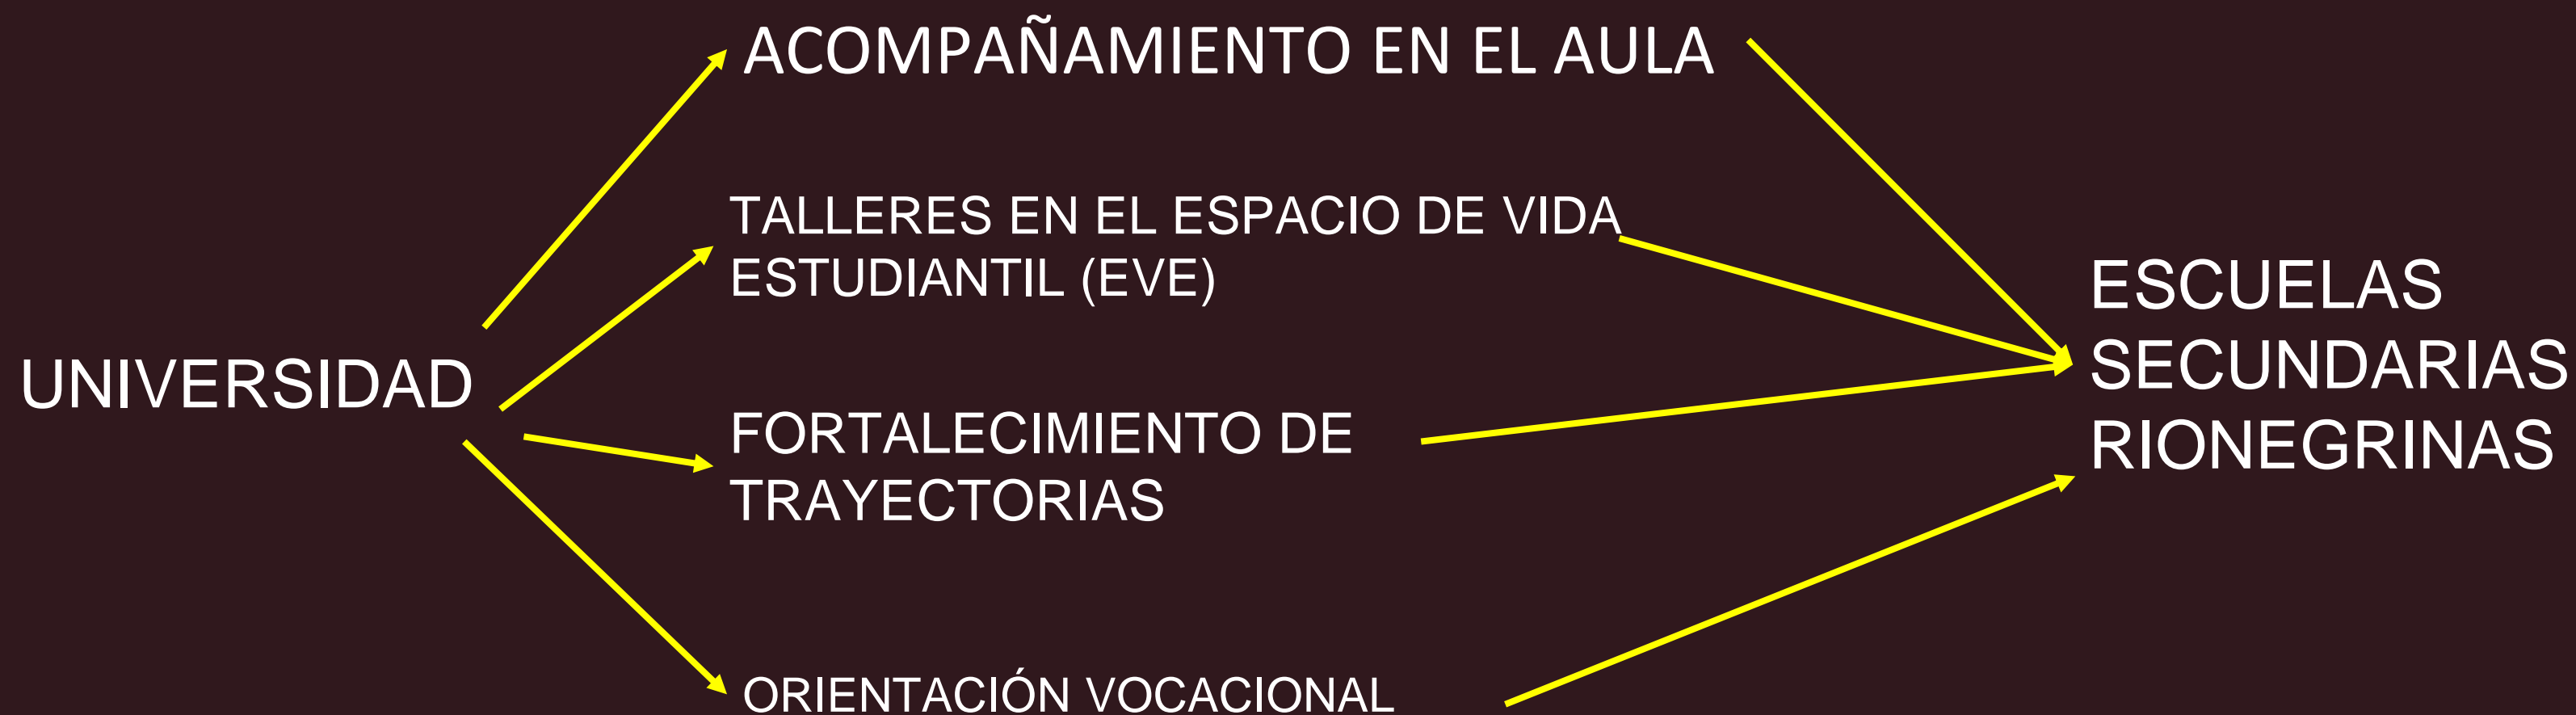 ACOMPAÑAMIENTO EN EL AULA
TALLERES EN EL ESPACIO DE VIDA
ESTUDIANTIL (EVE)
UNIVERSIDAD
FORTALECIMIENTO DE
TRAYECTORIAS
ORIENTACIÓN VOCACIONAL
ESCUELAS
SECUNDARIAS
RIONEGRINAS